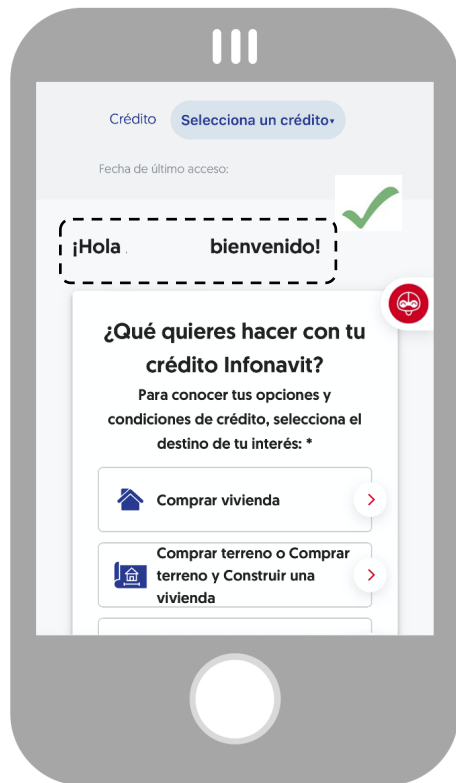 Crédito Selecciona un crédito
Fecha de último acceso:
¡Hola bienvenido!
¿Qué quieres hacer con tu
crédito Infonavit?
Para conocer tus opciones y
condiciones de crédito, selecciona el
destino de tu interés: *
Comprar vivienda
Comprar terreno o Comprar
terreno y Construir una
vivienda